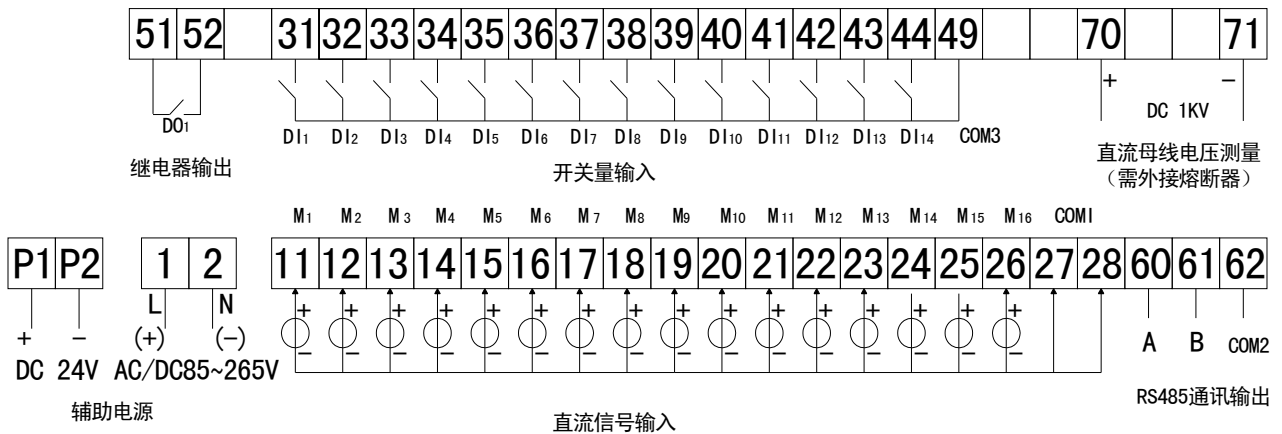 51 52 31 32 33 34 35 36 37 38 39 40 41 42 43 44 49 70 71
+ −
DO1 DI1 DI2 DI3 DI4 DI5 DI6 DI7 DI8 DI9 DI10 DI11 DI12 DI13 DI14 COM3 DC 1KV
继电器输出 开关量输入 直流母线电压测量
（需外接熔断器）
M1 M2 M3 M4 M5 M6 M7 M8 M9 M10 M11 M12 M13 M14 M15 M16 COM1
P1 P2 1 2 11 12 13 14 15 16 17 18 19 20 21 22 23 24 25 26 27 28 60 61 62
L N + + + + + + + + + + + + + + + +
+ − (+) (−) − − − − − − − − − − − − − − − − A B COM2
DC 24V AC/DC85~265V
辅助电源 直流信号输入 RS485通讯输出